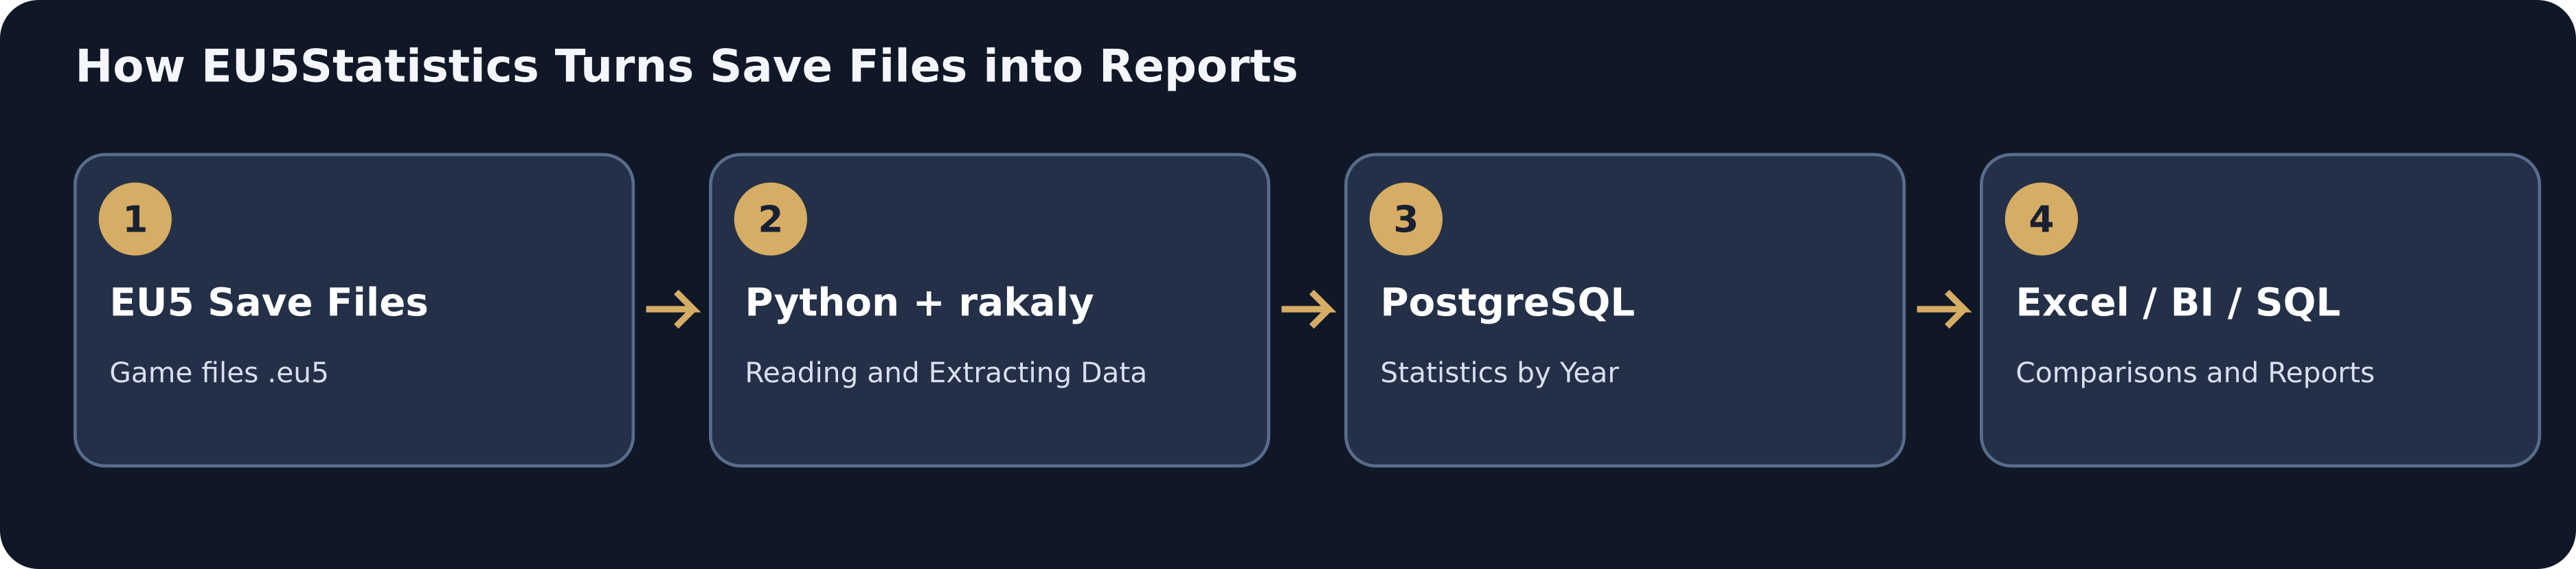 How EU5Statistics Turns Save Files into Reports
1
EU5 Save Files
Game files .eu5
2
Python + rakaly
Reading and Extracting Data
3
PostgreSQL
Statistics by Year
4
Excel / BI / SQL
Comparisons and Reports